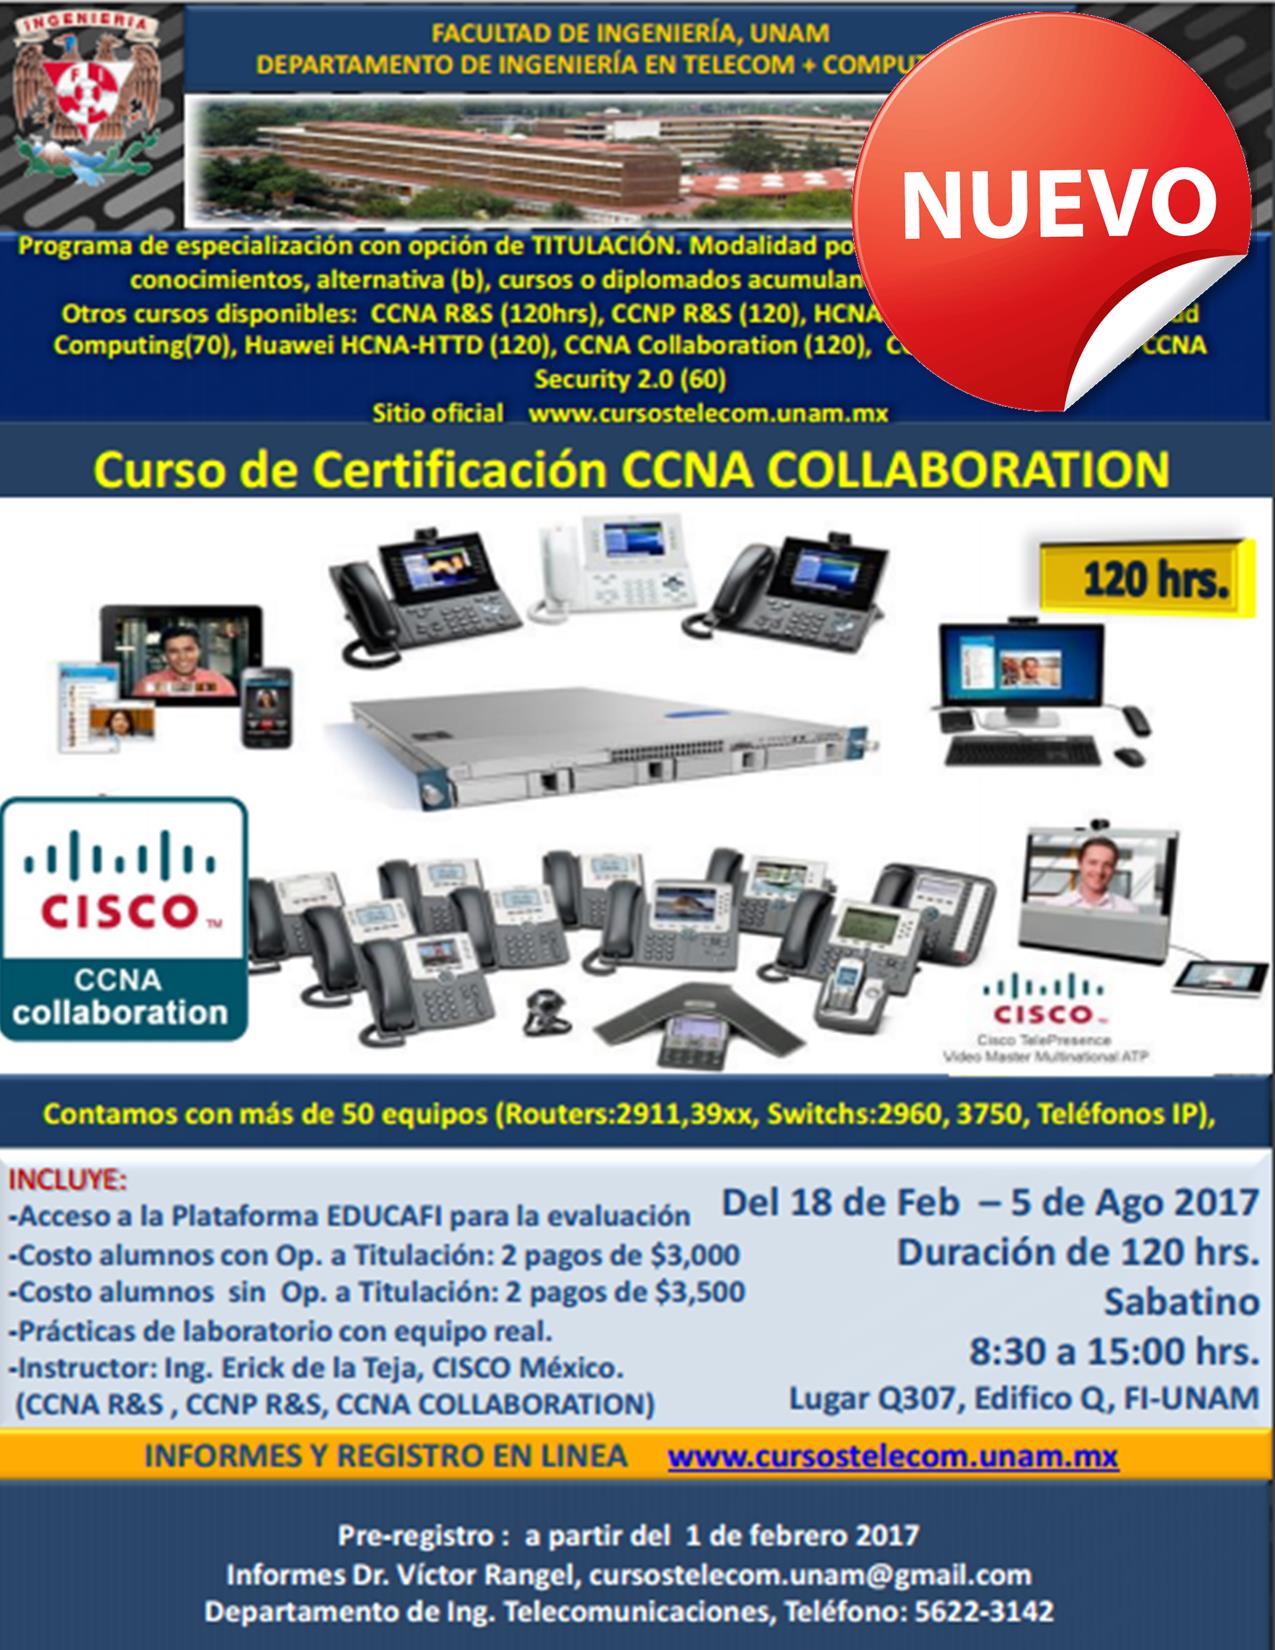 INGENIERIA
FACULTAD DE INGENIERÍA, UNAM
DEPARTAMENTO DE INGENIERÍA EN TELECOM + COMPUT
NUEVO
Programa de especialización con opción de TITULACIÓN. Modalidad po
conocimientos, alternativa (b), cursos o diplomados acumulan
Otros cursos disponibles: CCNA R&S (120hrs), CCNP R&S (120), HCNA
Computing(70), Huawei HCNA-HTTD (120), CCNA Collaboration (120), CCNA
Security 2.0 (60)
Sitio oficial www.cursostelecom.unam.mx
Curso de Certificación CCNA COLLABORATION
120 hrs.
CISCO TM
CCNA
collaboration
CISCO
Cisco TelePresence
Video Master Multinational ATP
Contamos con más de 50 equipos (Routers:2911,39xx, Switchs:2960, 3750, Teléfonos IP),
INCLUYE:
-Acceso a la Plataforma EDUCAFI para la evaluación
-Costo alumnos con Op. a Titulación: 2 pagos de $3,000
-Costo alumnos sin Op. a Titulación: 2 pagos de $3,500
-Prácticas de laboratorio con equipo real.
-Instructor: Ing. Erick de la Teja, CISCO México.
(CCNA R&S , CCNP R&S, CCNA COLLABORATION)
Del 18 de Feb – 5 de Ago 2017
Duración de 120 hrs.
Sabatino
8:30 a 15:00 hrs.
Lugar Q307, Edifico Q, FI-UNAM
INFORMES Y REGISTRO EN LINEA www.cursostelecom.unam.mx
Pre-registro : a partir del 1 de febrero 2017
Informes Dr. Víctor Rangel, cursostelecom.unam@gmail.com
Departamento de Ing. Telecomunicaciones, Teléfono: 5622-3142